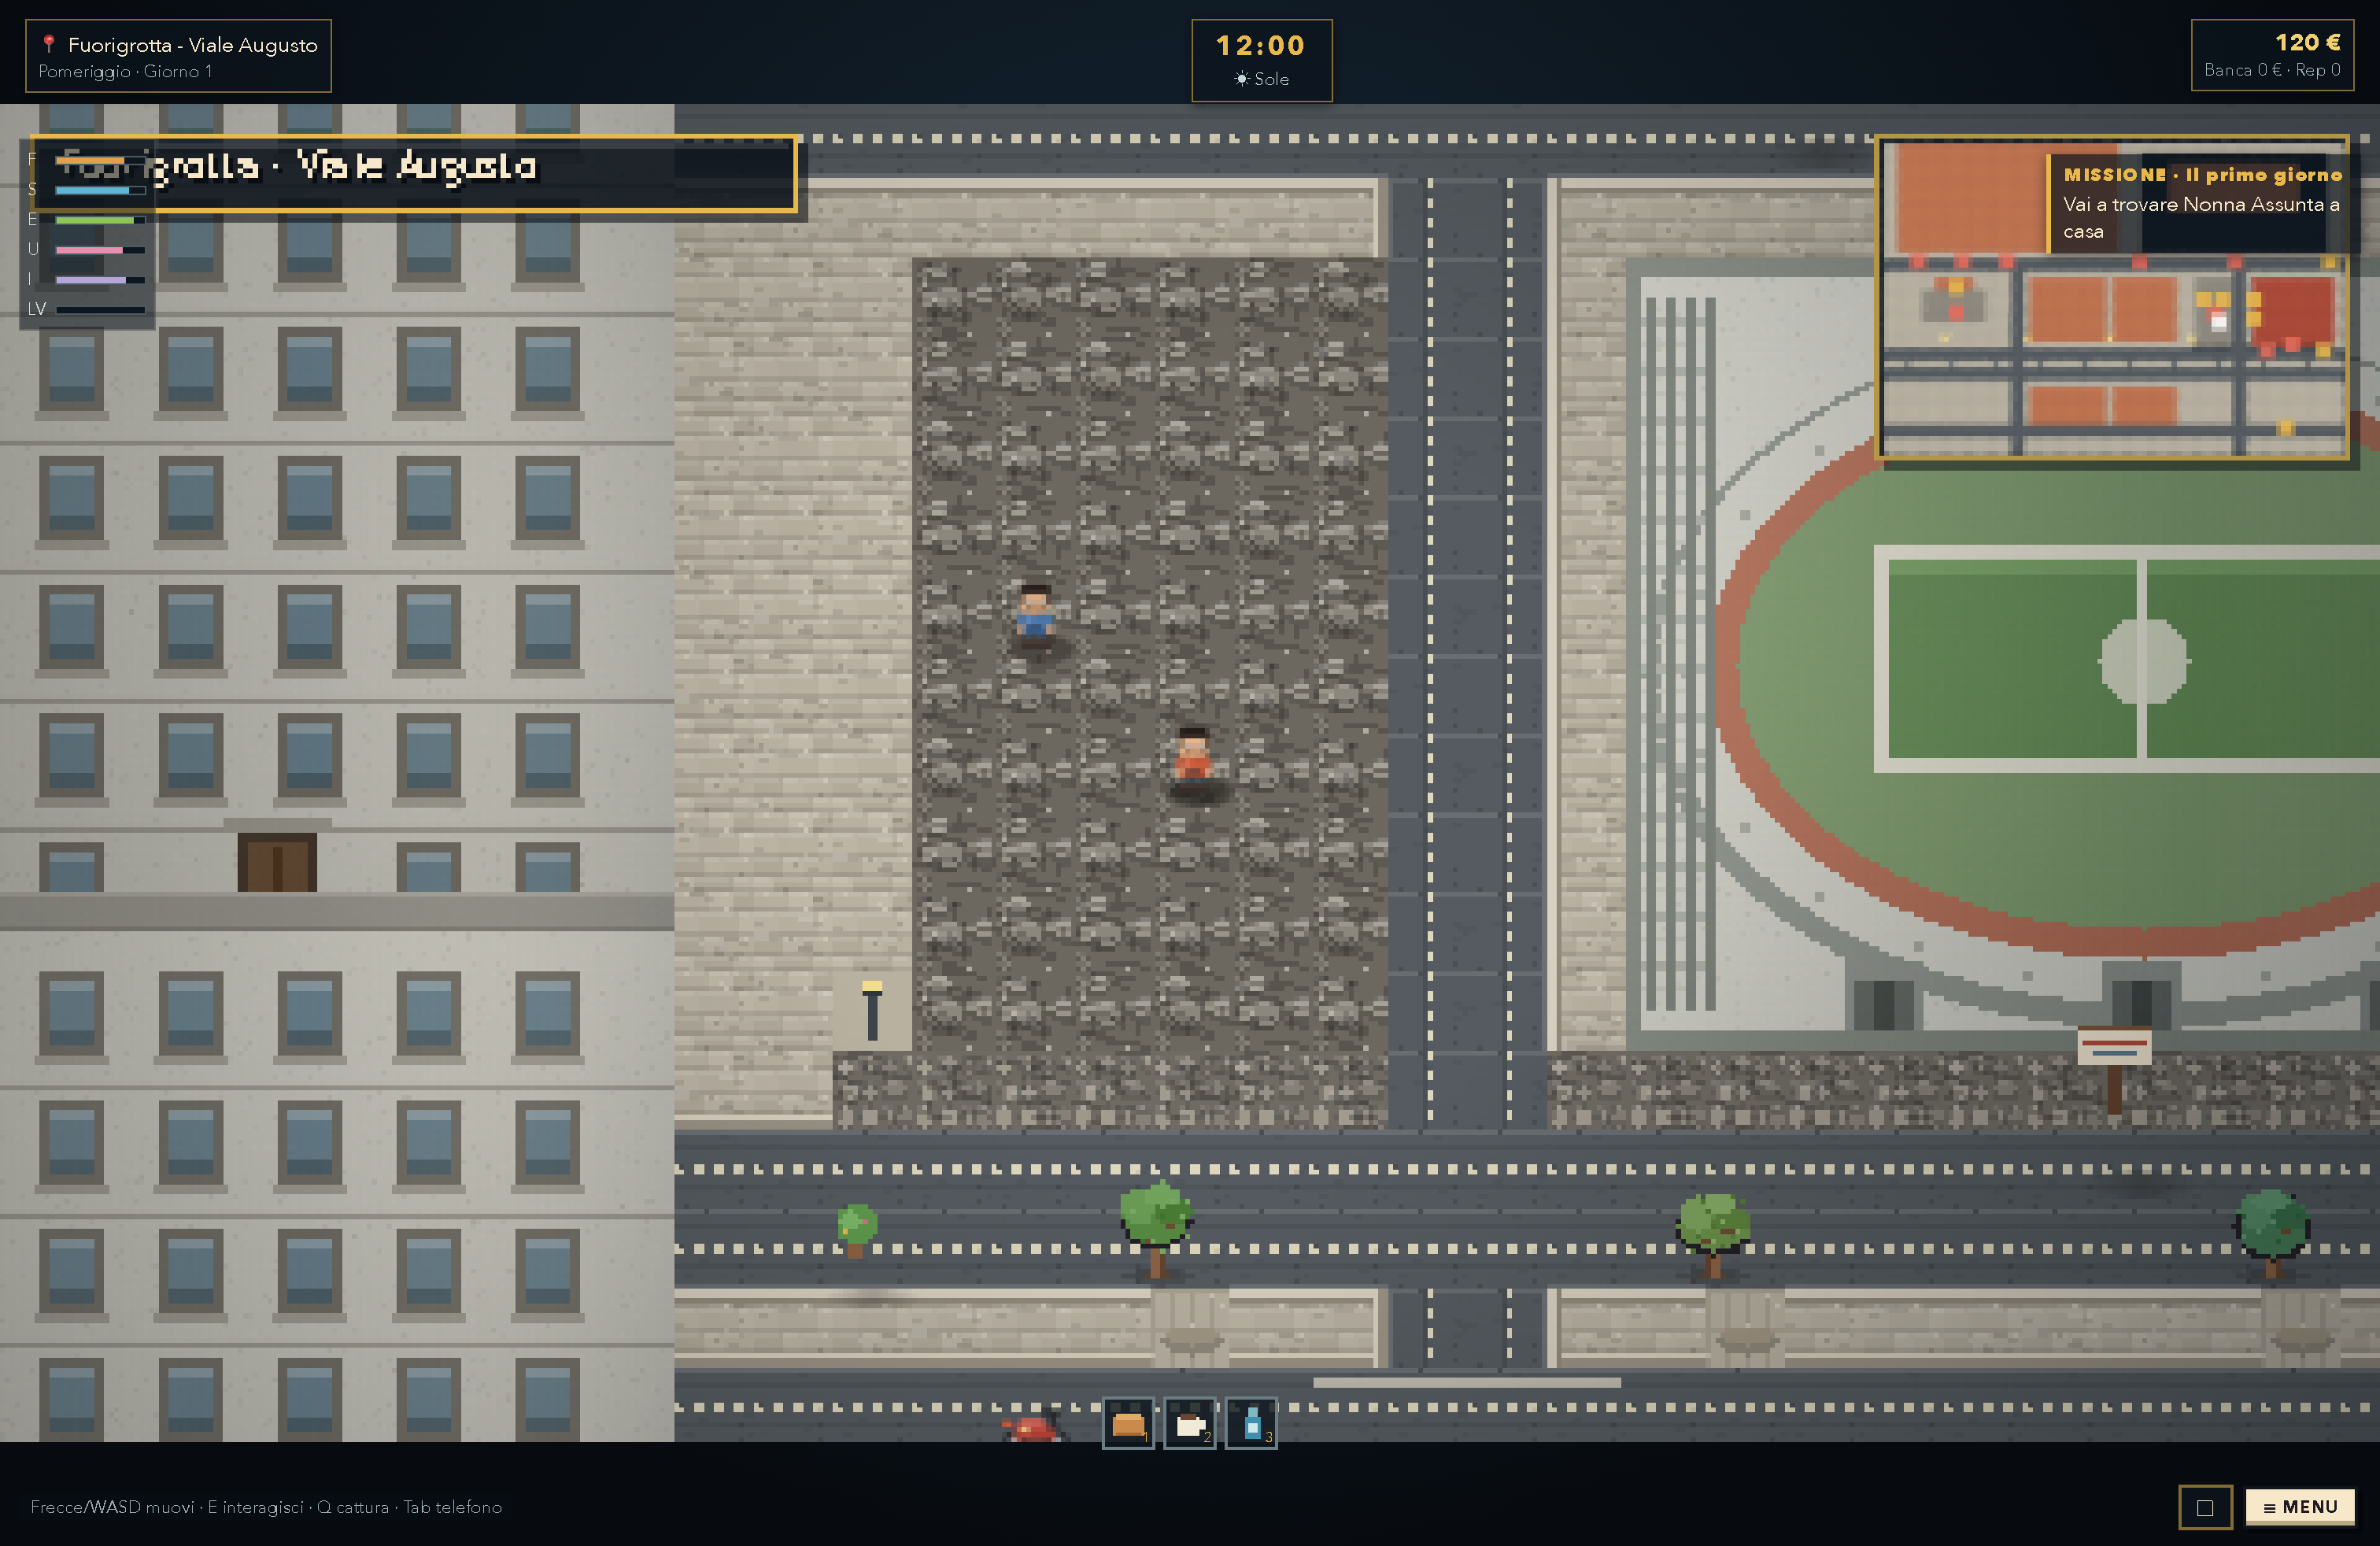 📍 Fuorigrotta - Viale Augusto
Pomeriggio · Giorno 1
12:00
☀ Sole
120 €
Banca 0 € · Rep 0
Viale Augusto
F
S
E
U
I
LV
MISSIONE · Il primo giorno
Vai a trovare Nonna Assunta a
casa
1
2
3
Frecce/WASD muovi · E interagisci · Q cattura · Tab telefono
≡ MENU